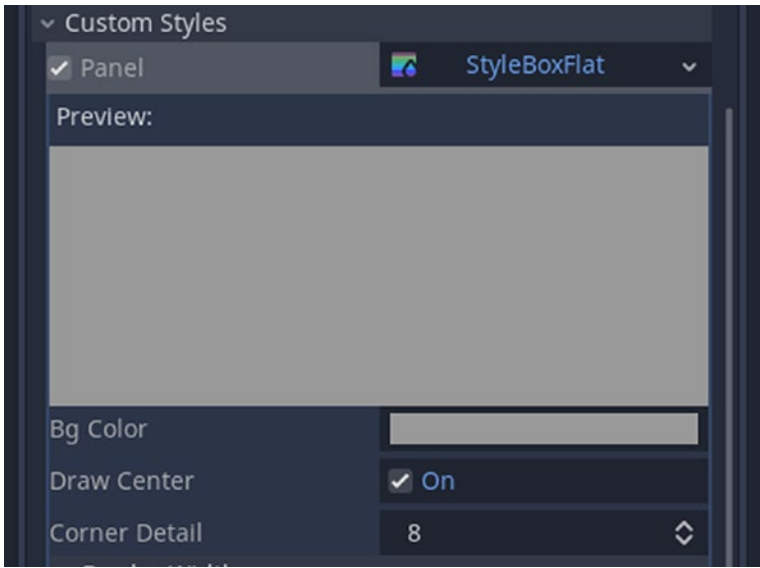 Custom Styles
Panel StyleBoxFlat
Preview:
Bg Color
Draw Center On
Corner Detail 8